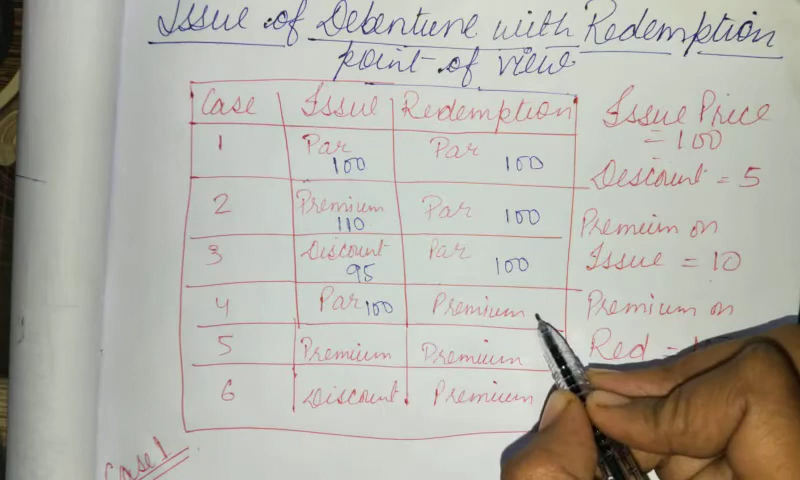 Issue of Debenture with Redemption
point of view
Case Issue Redemption
1 Par 100 Par 100
2 Premium 110 Par 100
3 Discount 95 Par 100
4 Par 100 Premium
5 Premium Premium
6 Discount Premium
Issue Price
= 100
Discount = 5
Premium on
Issue = 10
Premium on
Red =
Case 1